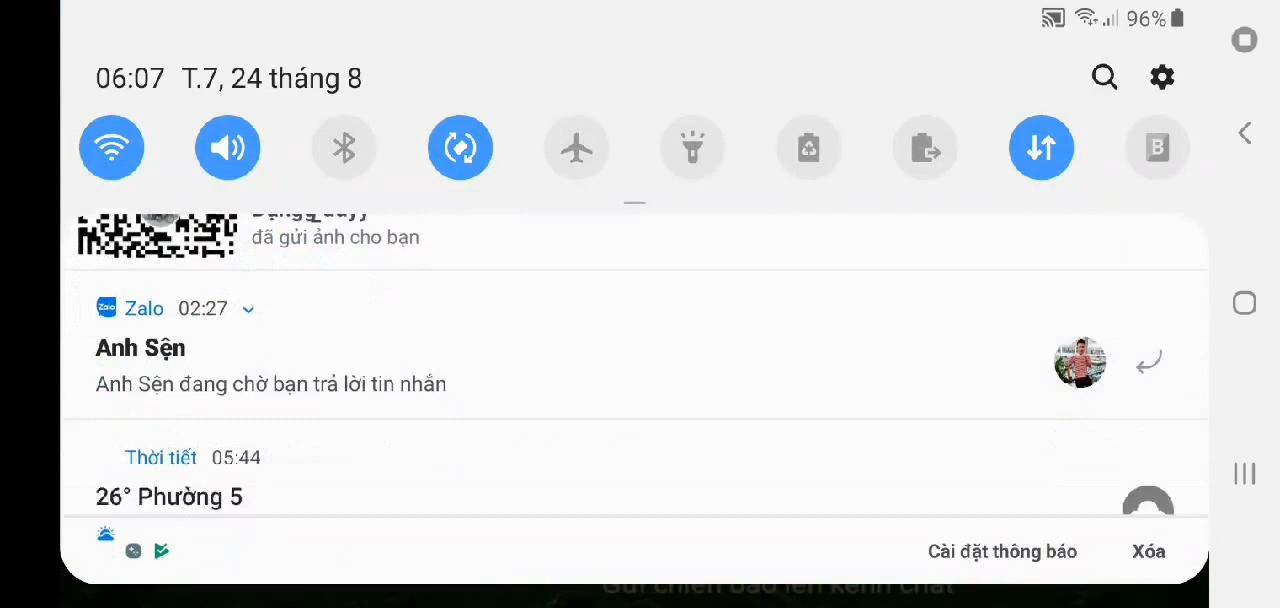 96%
06:07 T.7, 24 tháng 8
đã gửi ảnh cho bạn
Zalo 02:27
Anh Sện
Anh Sện đang chờ bạn trả lời tin nhắn
Thời tiết 05:44
26° Phường 5
Cài đặt thông báo Xóa